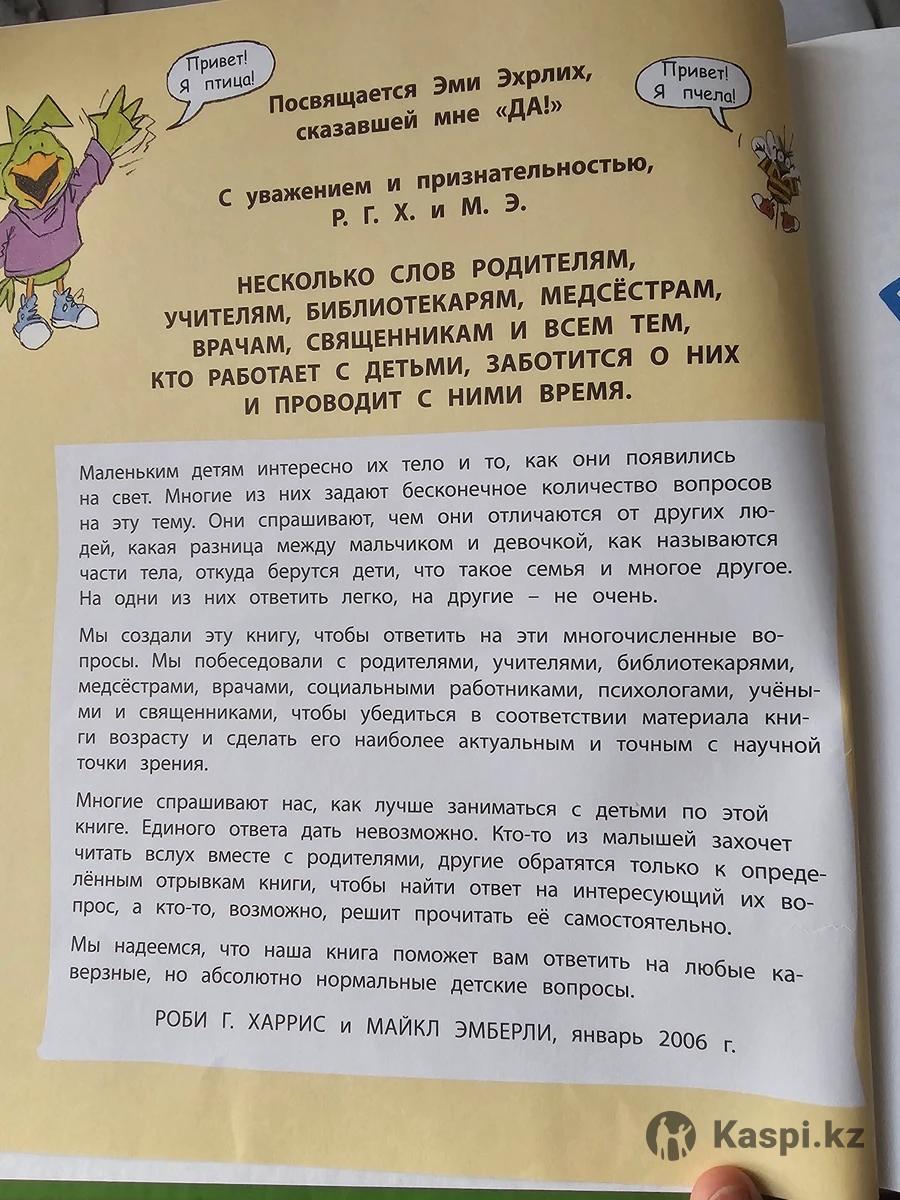 Привет!
Я птица!
Привет!
Я пчела!
Посвящается Эми Эхрлих,
сказавшей мне «ДА!»
С уважением и признательностью,
Р. Г. Х. и М. Э.
НЕСКОЛЬКО СЛОВ РОДИТЕЛЯМ,
УЧИТЕЛЯМ, БИБЛИОТЕКАРЯМ, МЕДСЁСТРАМ,
ВРАЧАМ, СВЯЩЕННИКАМ И ВСЕМ ТЕМ,
КТО РАБОТАЕТ С ДЕТЬМИ, ЗАБОТИТСЯ О НИХ
И ПРОВОДИТ С НИМИ ВРЕМЯ.
Маленьким детям интересно их тело и то, как они появились
на свет. Многие из них задают бесконечное количество вопросов
на эту тему. Они спрашивают, чем они отличаются от других лю-
дей, какая разница между мальчиком и девочкой, как называются
части тела, откуда берутся дети, что такое семья и многое другое.
На одни из них ответить легко, на другие – не очень.
Мы создали эту книгу, чтобы ответить на эти многочисленные во-
просы. Мы побеседовали с родителями, учителями, библиотекарями,
медсёстрами, врачами, социальными работниками, психологами, учёны-
ми и священниками, чтобы убедиться в соответствии материала кни-
ги возрасту и сделать его наиболее актуальным и точным с научной
точки зрения.
Многие спрашивают нас, как лучше заниматься с детьми по этой
книге. Единого ответа дать невозможно. Кто-то из малышей захочет
читать вслух вместе с родителями, другие обратятся только к опреде-
лённым отрывкам книги, чтобы найти ответ на интересующий их во-
прос, а кто-то, возможно, решит прочитать её самостоятельно.
Мы надеемся, что наша книга поможет вам ответить на любые ка-
верзные, но абсолютно нормальные детские вопросы.
РОБИ Г. ХАРРИС и МАЙКЛ ЭМБЕРЛИ, январь 2006 г.
Kaspi.kz